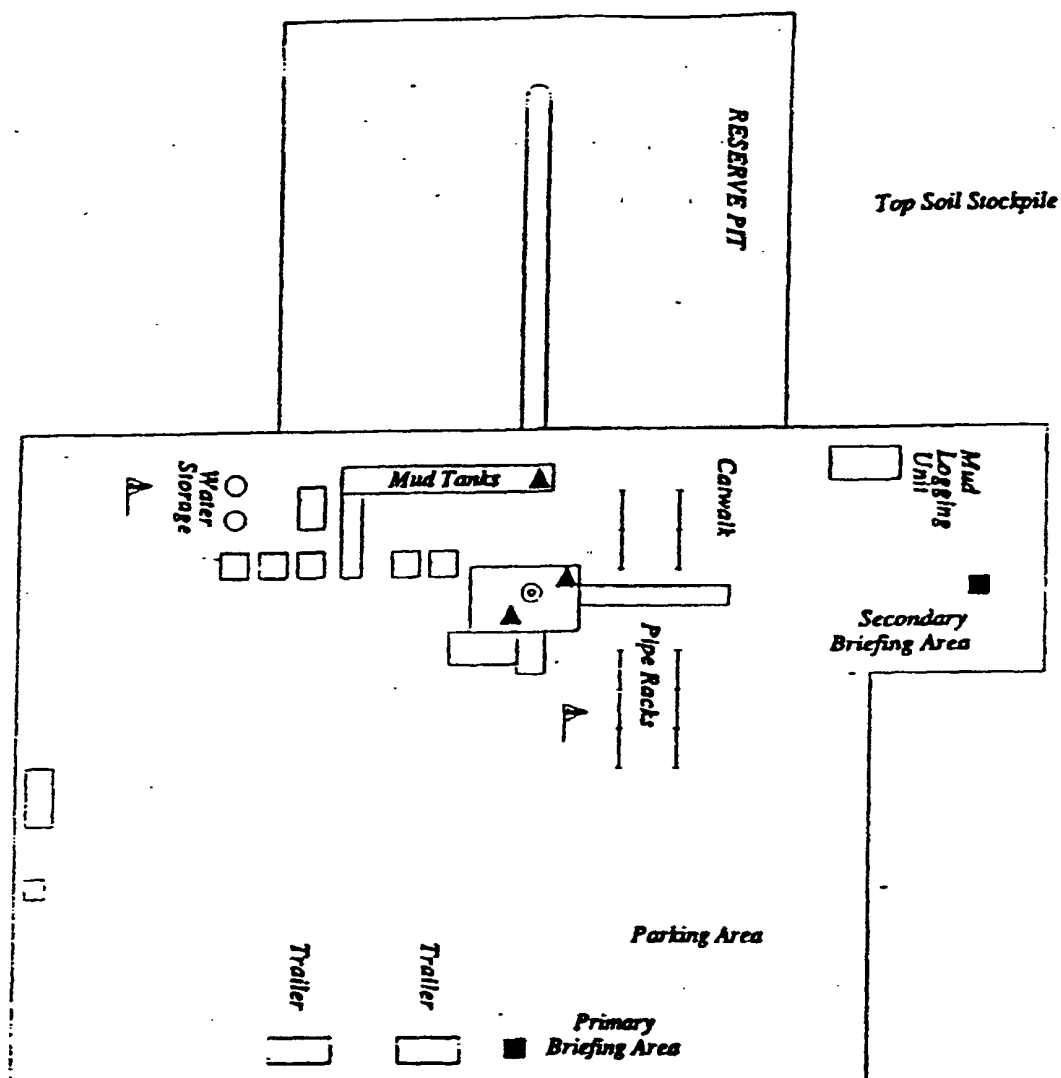 RESERVE PIT
Top Soil Stockpile
Water
Storage
Mud Tanks
Catwalk
Mud
Logging
Unit
Secondary
Briefing Area
Pipe Racks
Parking Area
Trailer
Trailer
Primary
Briefing Area